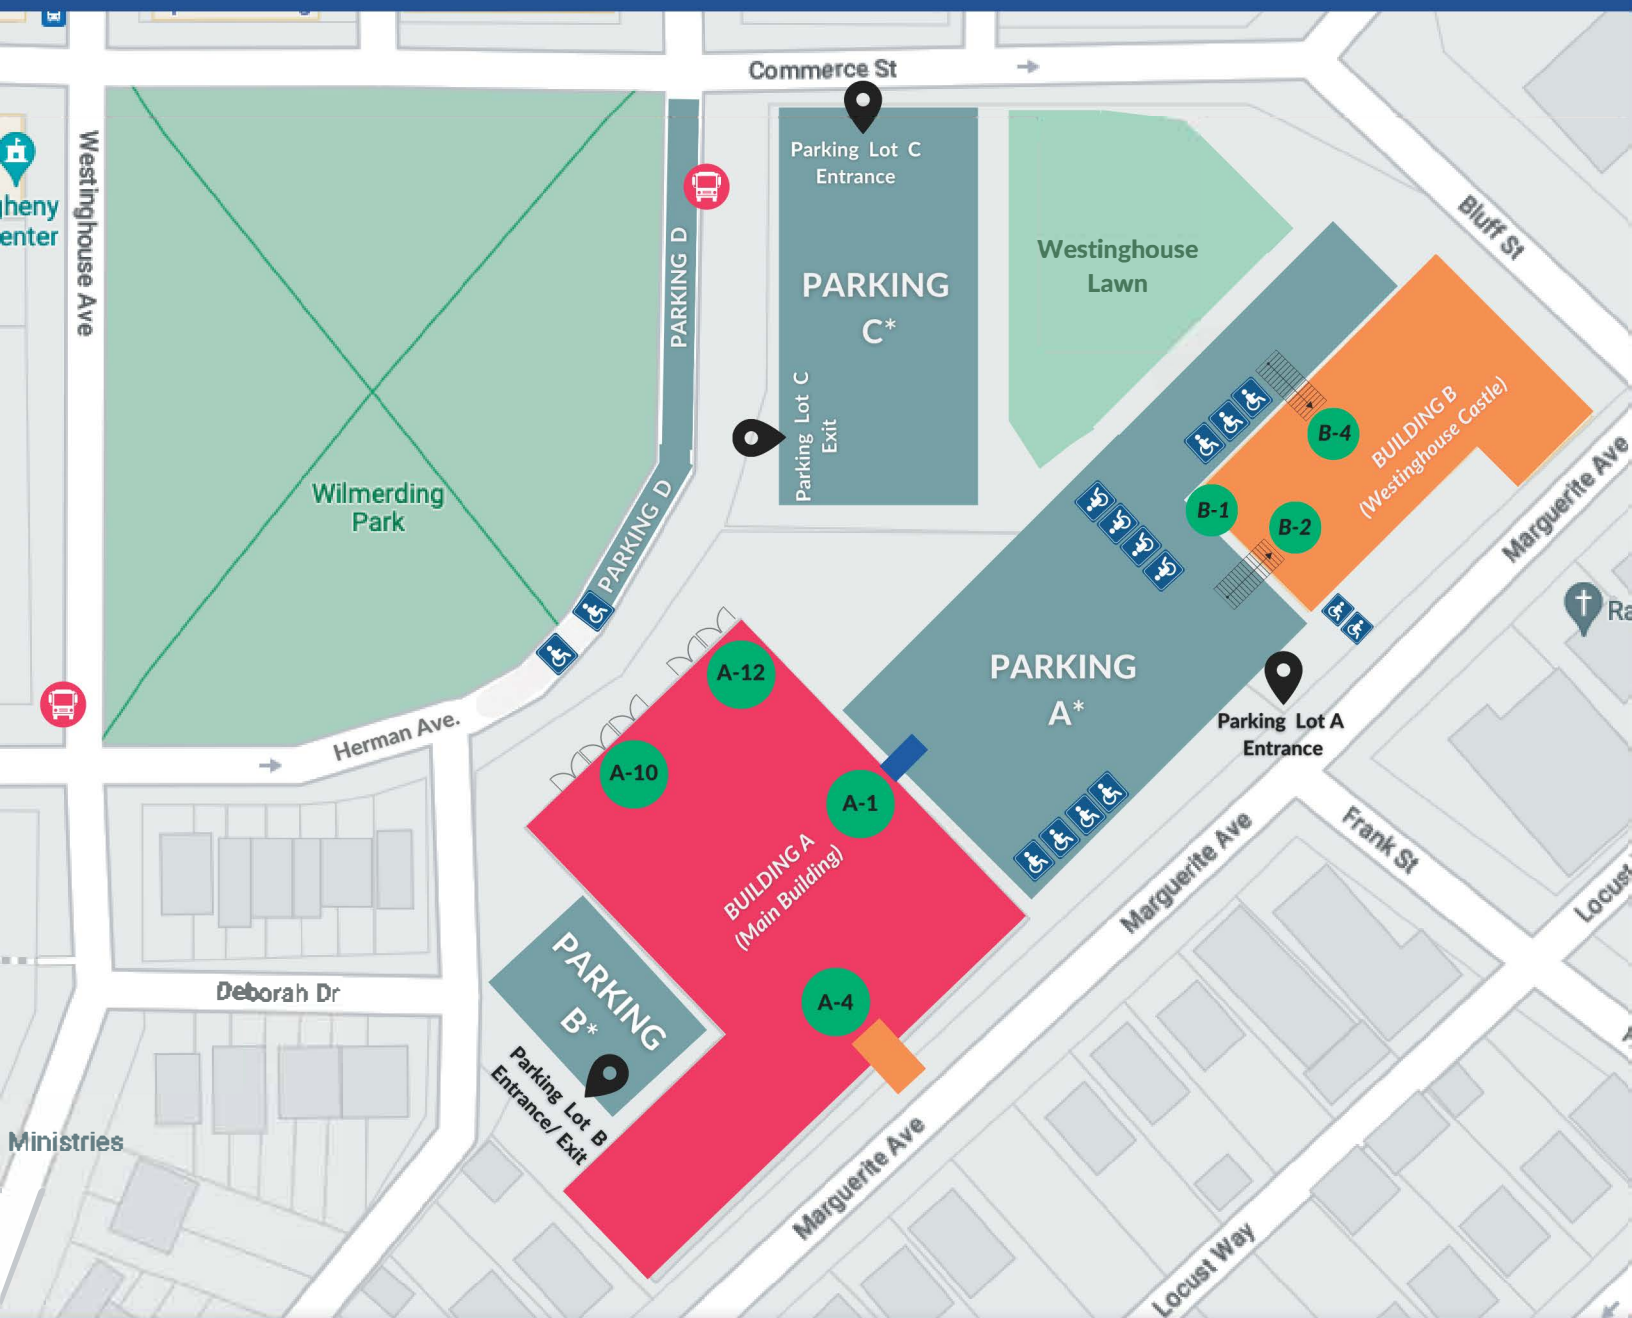 Commerce St
Westinghouse Ave
gheny
enter
PARKING D
Parking Lot C
Entrance
PARKING
C*
Parking Lot C
Exit
Westinghouse
Lawn
Bluff St
B-4
BUILDING B
(Westinghouse Castle)
B-1
B-2
Marguerite Ave
Wilmerding
Park
PARKING D
Ra
PARKING
A*
Parking Lot A
Entrance
Herman Ave.
A-12
A-10
A-1
BUILDING A
(Main Building)
Marguerite Ave
Frank St
Locust
PARKING
B*
Parking Lot B
Entrance/ Exit
A-4
Deborah Dr
Ministries
Marguerite Ave
Locust Way